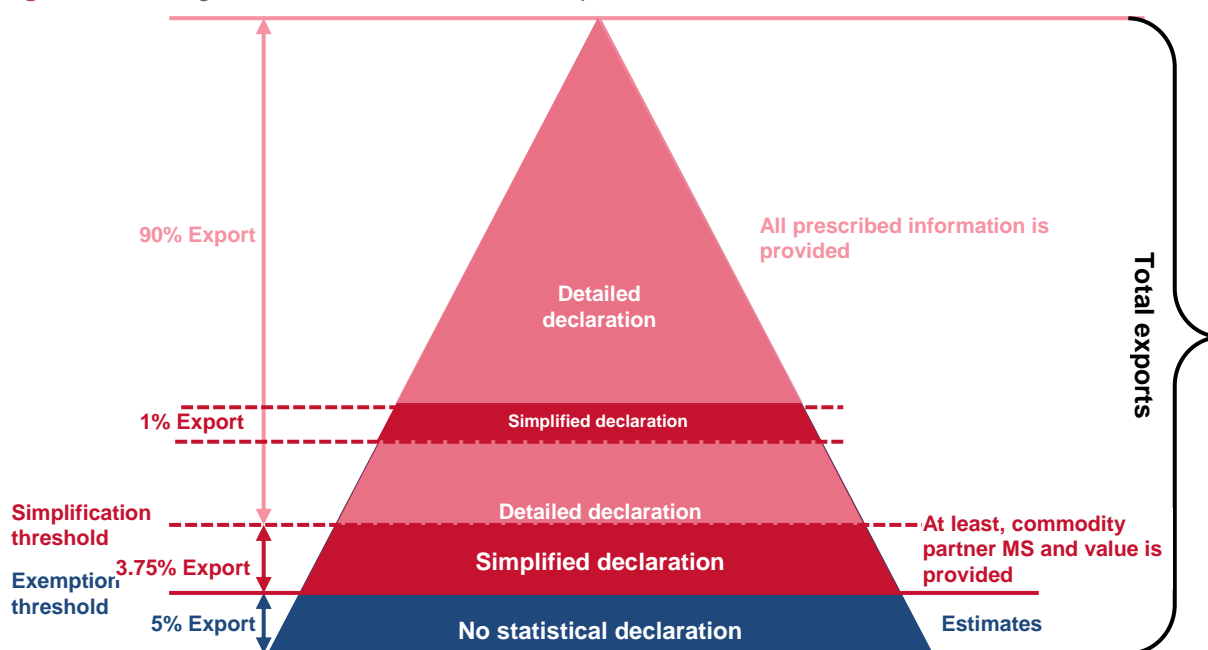 90% Export
All prescribed information is
provided
Detailed
declaration
Total exports
1% Export
Simplified declaration
Simplification
threshold
Detailed declaration
At least, commodity
partner MS and value is
provided
3.75% Export
Simplified declaration
Exemption
threshold
5% Export
No statistical declaration
Estimates